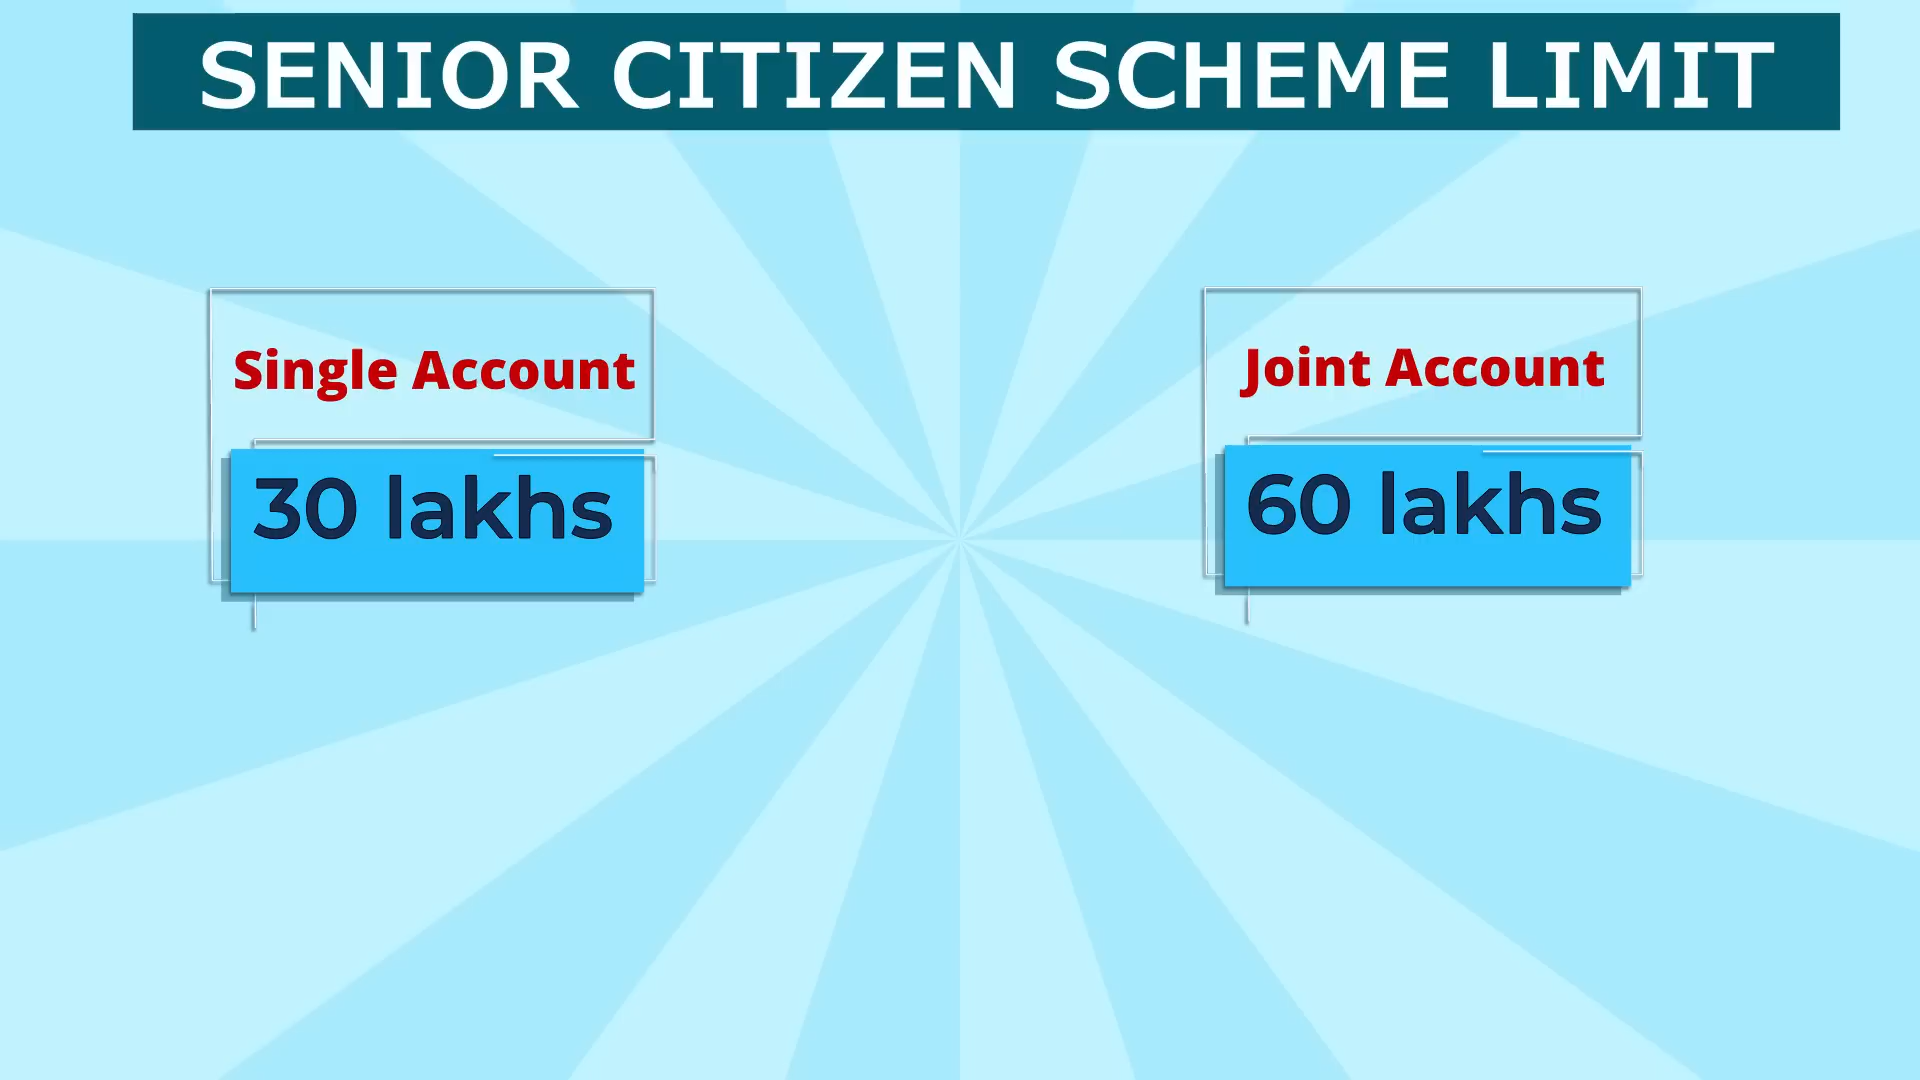 SENIOR CITIZEN SCHEME LIMIT
Single Account
30 lakhs
Joint Account
60 lakhs